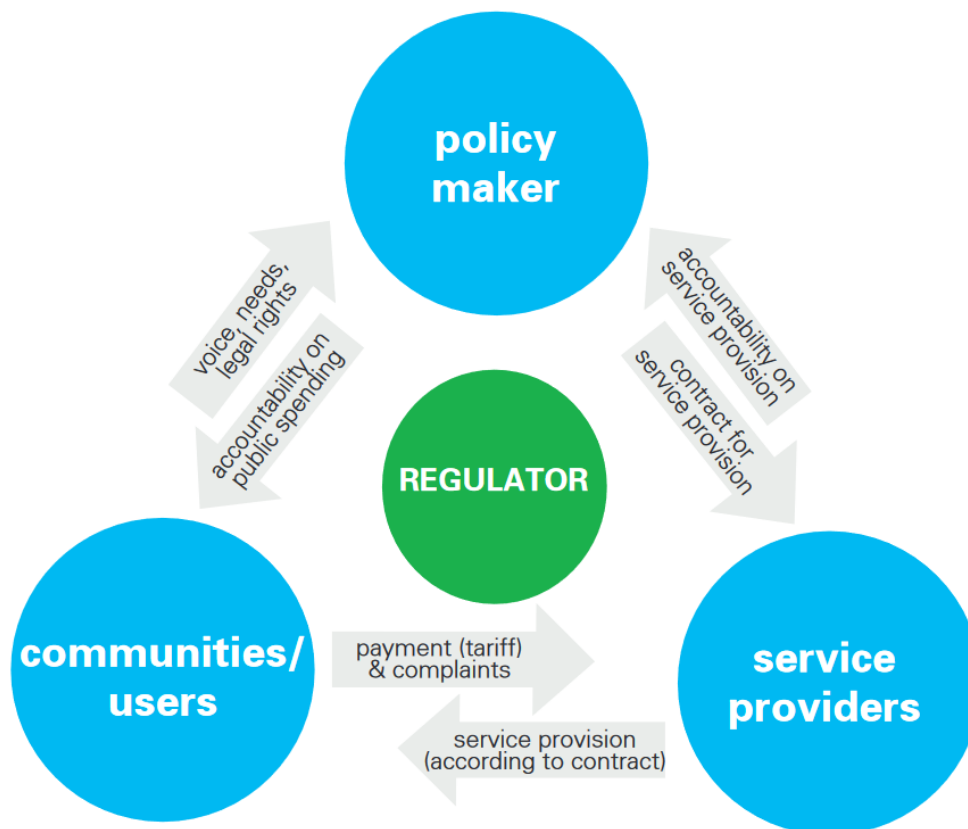 policy
maker
voice, needs,
legal rights
accountability on
public spending
accountability on
service provision
contract for
service provision
REGULATOR
communities/
users
payment (tariff)
& complaints
service provision
(according to contract)
service
providers